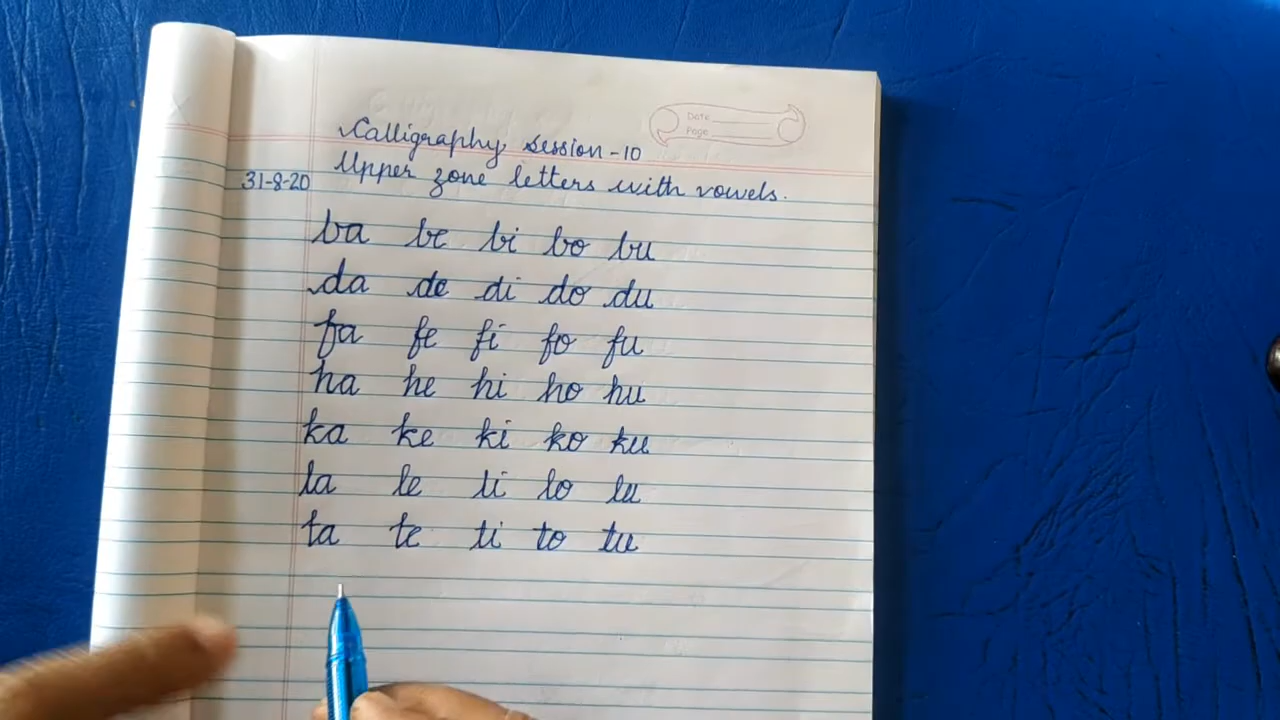 Date
Page
Calligraphy Session-10
31-8-20 Upper zone letters with vowels.
ba be bi bo bu
da de di do du
fa fe fi fo fu
ha he hi ho hu
ka ke ki ko ku
la le li lo lu
ta te ti to tu